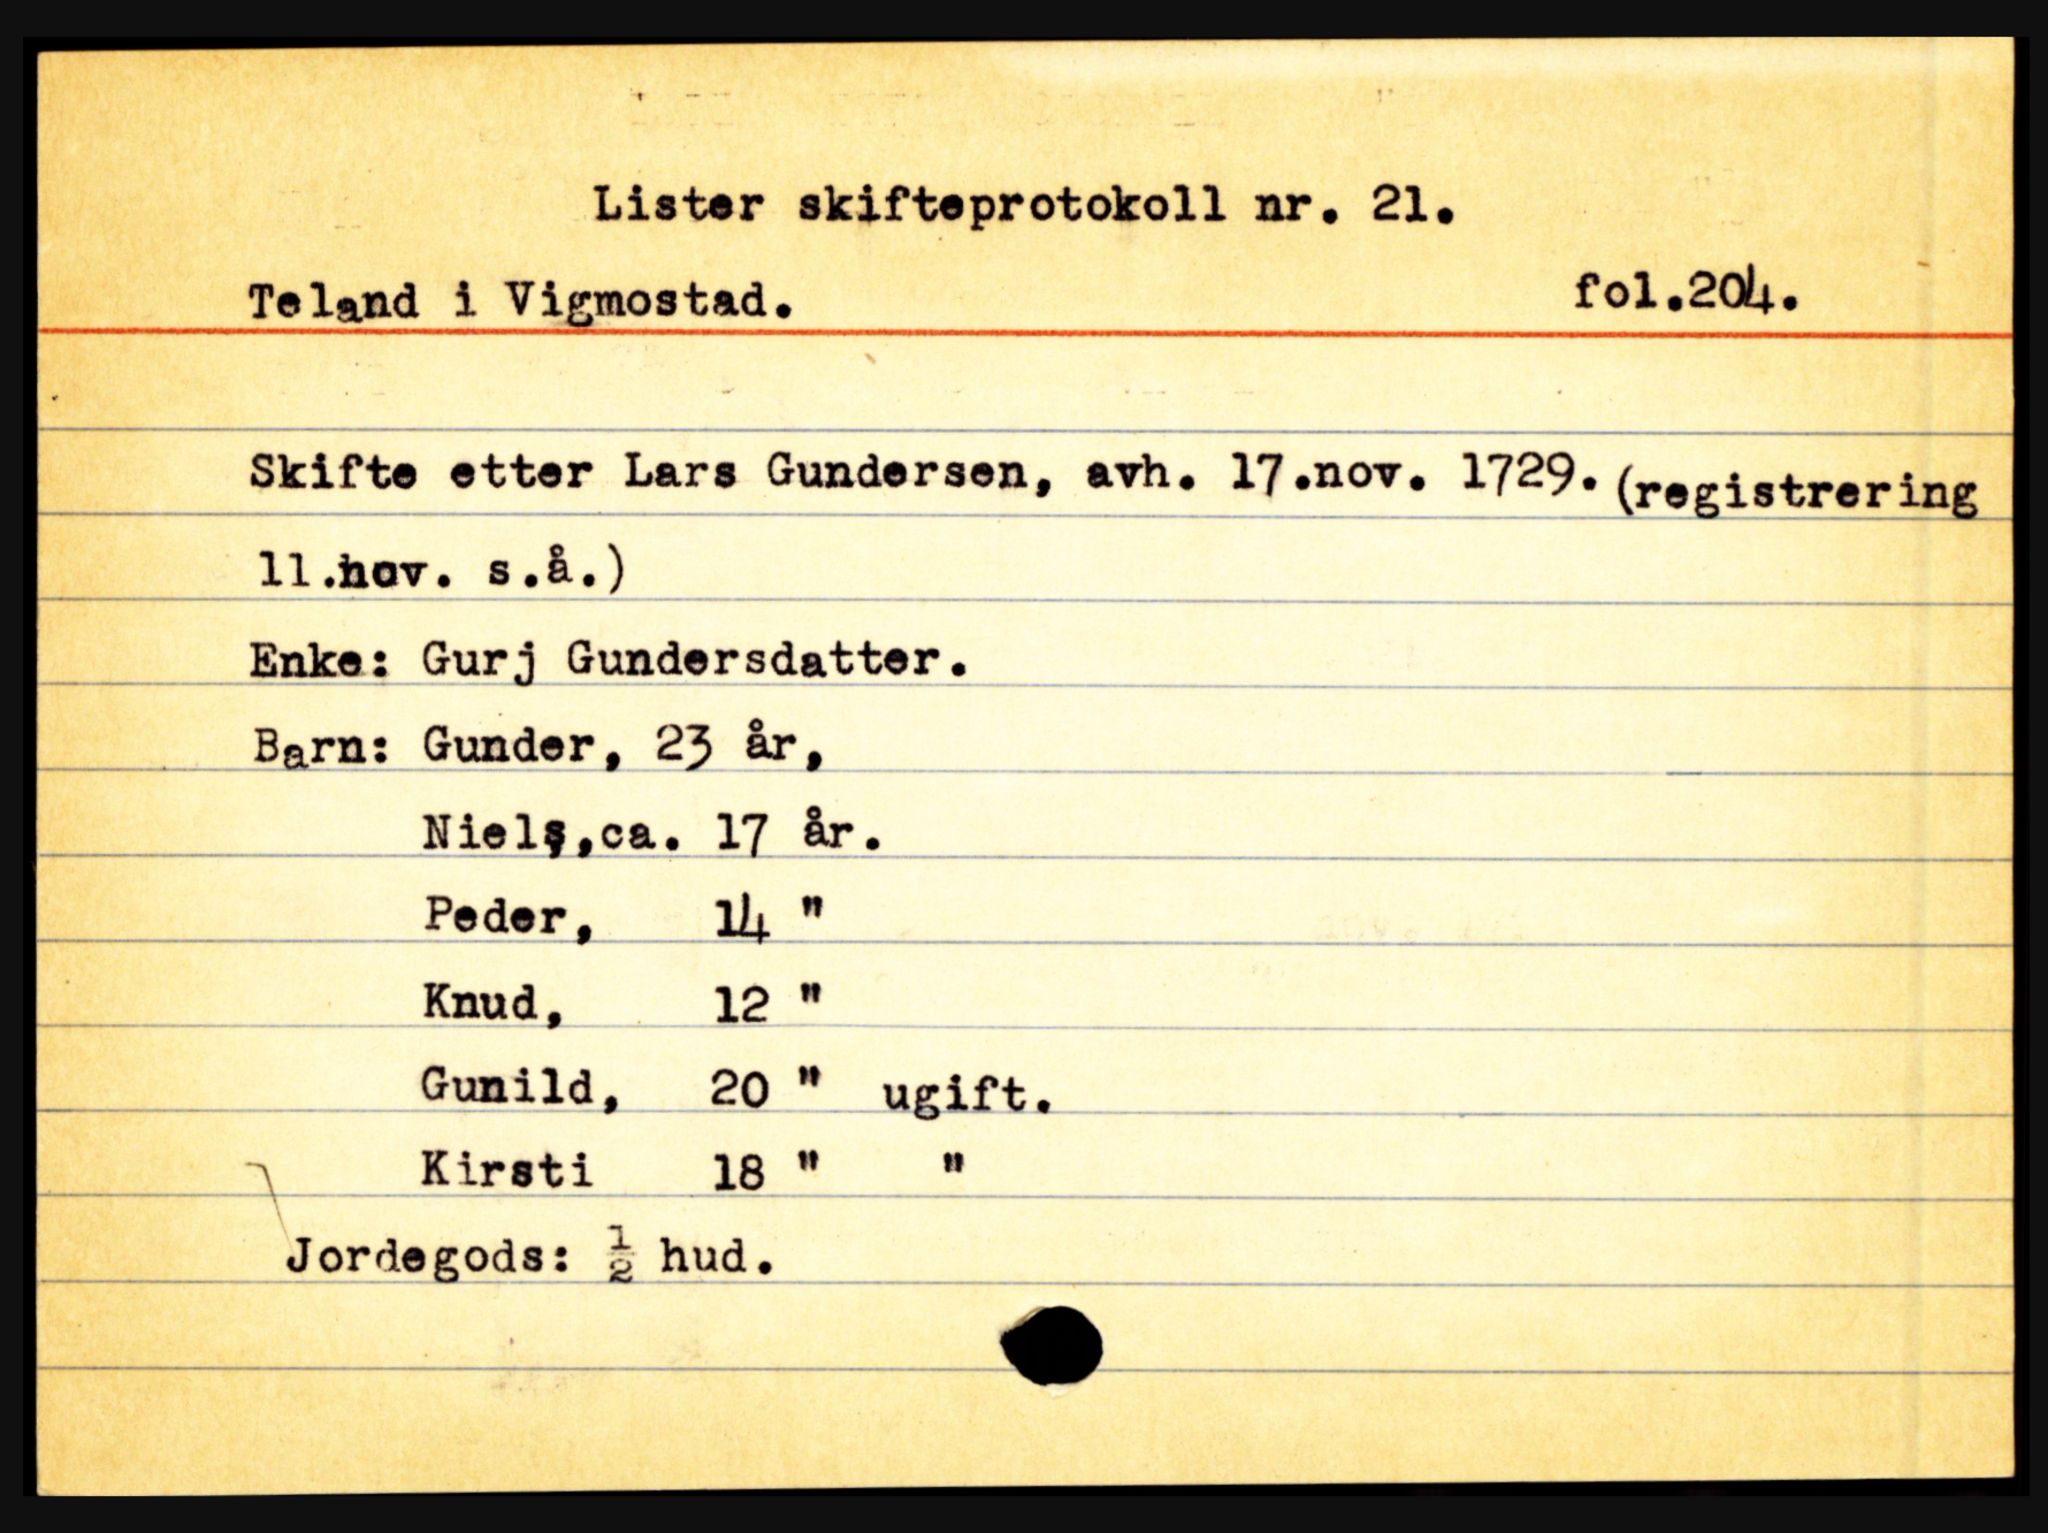 Lister skifteprotokoll nr. 21.
Teland i Vigmostad. fol.204.
Skifte etter Lars Gundersen, avh. 17.nov. 1729. (registrering
11.nov. s.å.)
Enke: Gurj Gundersdatter.
Barn: Gunder, 23 år,
Niels,ca. 17 år.
Peder, 14 "
Knud, 12 "
Gunild, 20 " ugift.
Kirsti 18 " "
Jordegods: ½ hud.